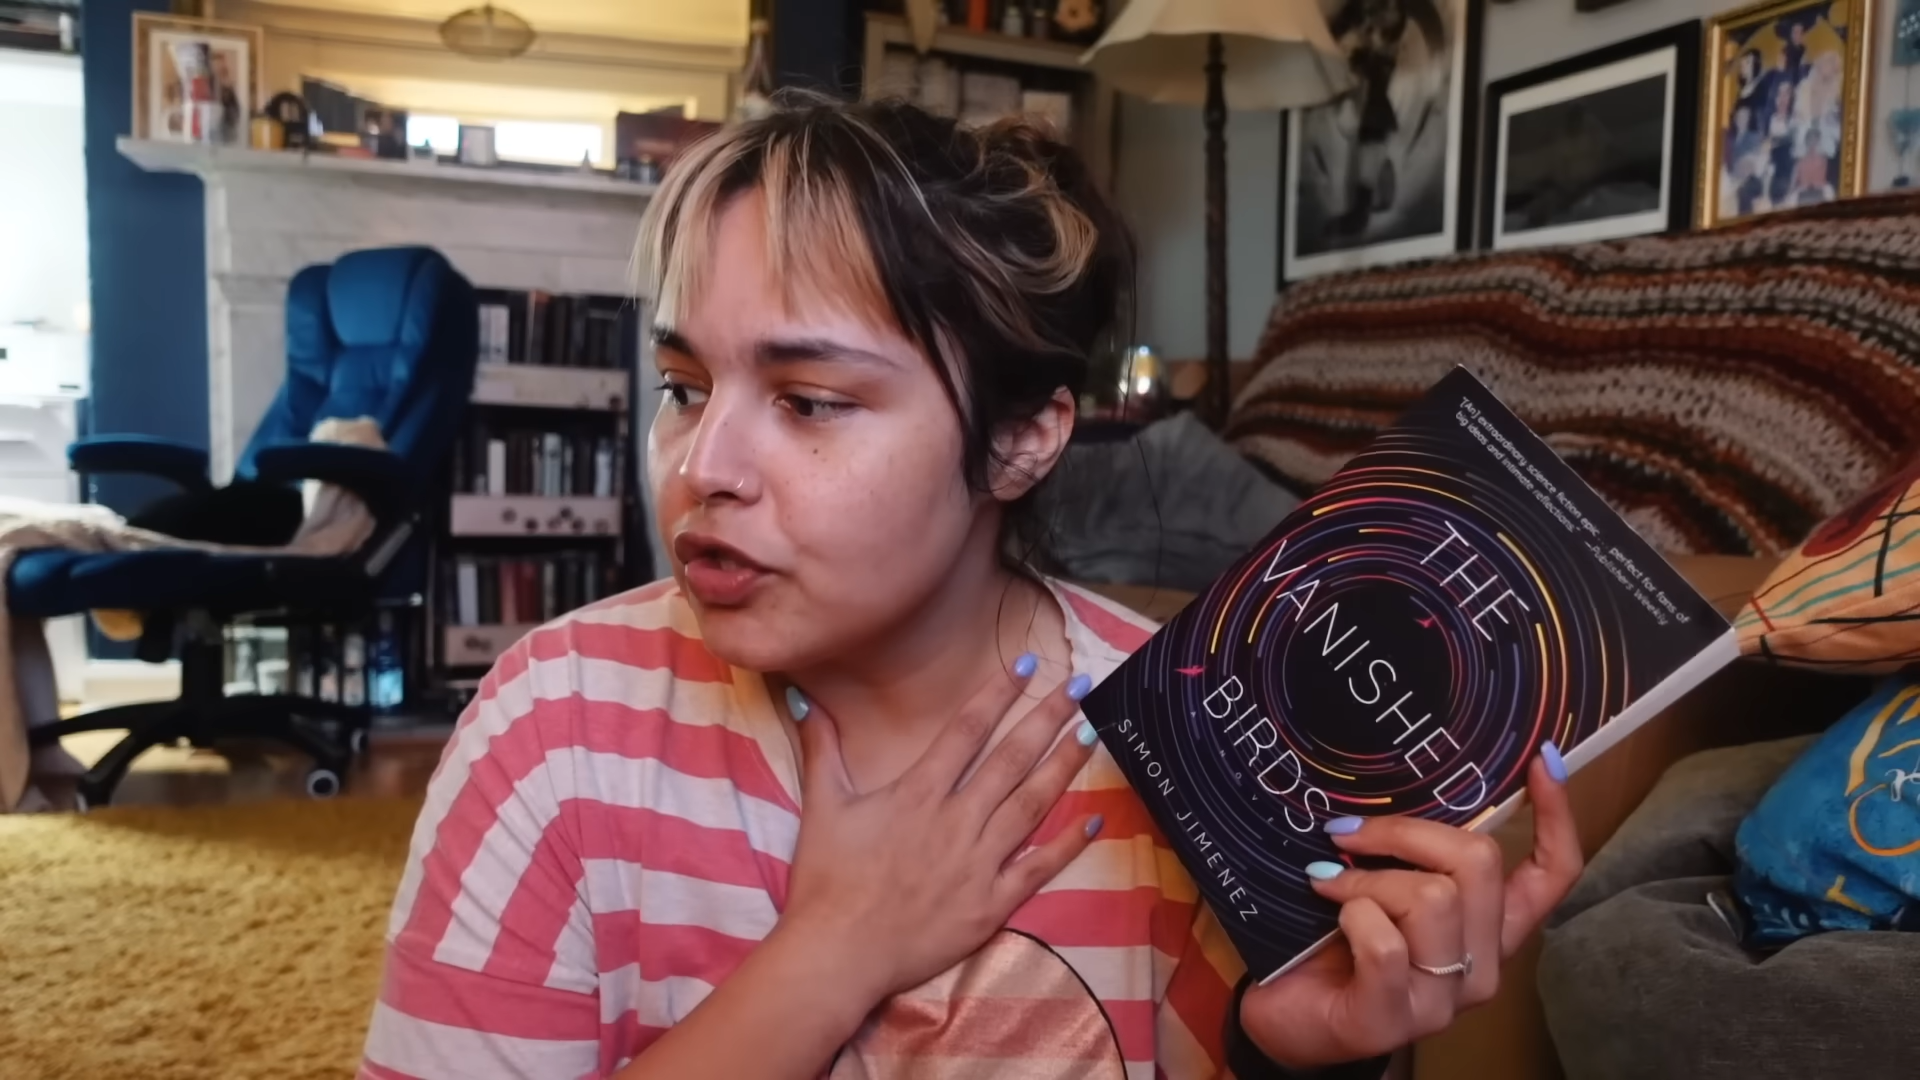 "[An] extraordinary science fiction epic . . . perfect for fans of
big ideas and intimate reflections." —Publishers Weekly
THE
VANISHED
BIRDS
A NOVEL
SIMON JIMENEZ